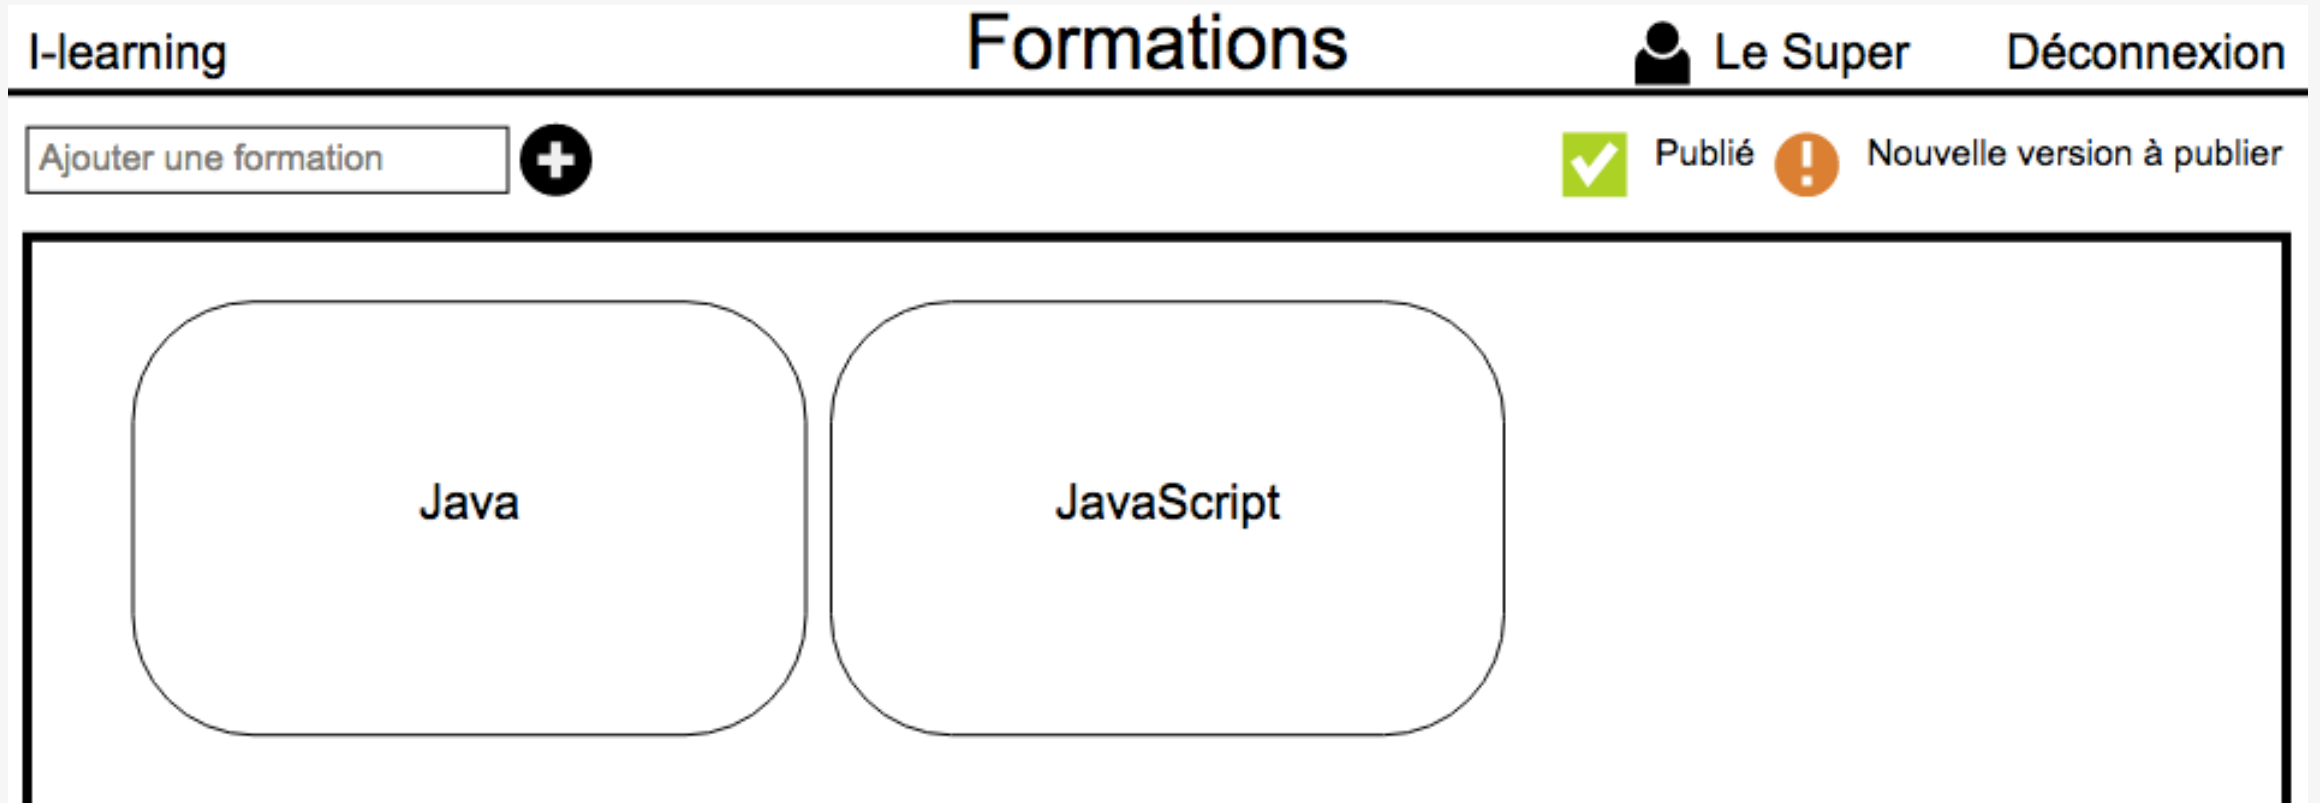 I-learning
Formations
Le Super
Déconnexion
Ajouter une formation
Publié
Nouvelle version à publier
Java
JavaScript